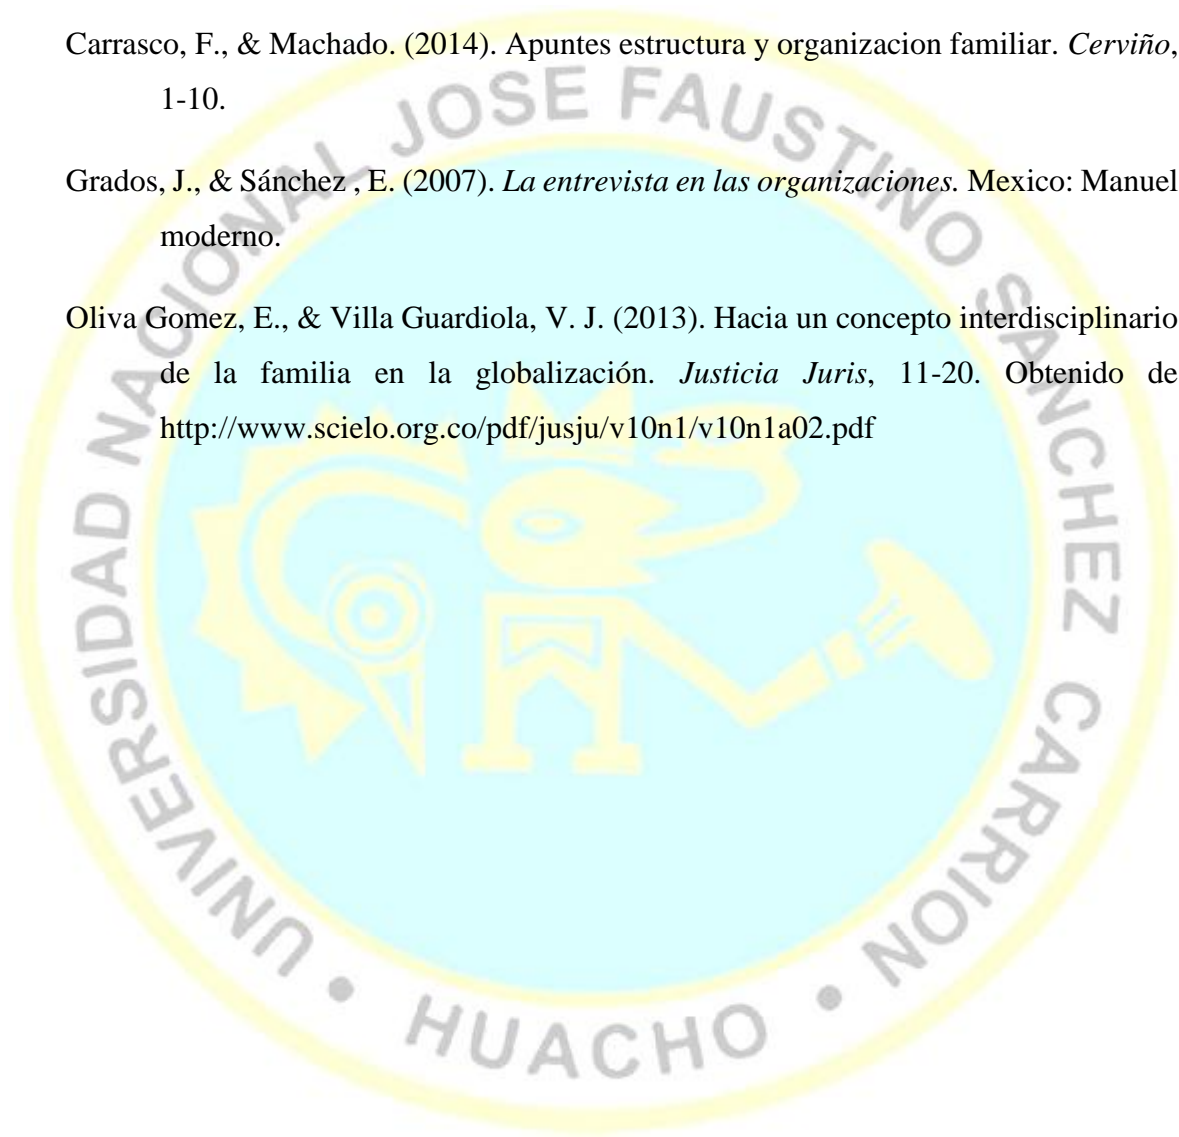 Carrasco, F., & Machado. (2014). Apuntes estructura y organizacion familiar. Cerviño,
1-10.
Grados, J., & Sánchez , E. (2007). La entrevista en las organizaciones. Mexico: Manuel
moderno.
Oliva Gomez, E., & Villa Guardiola, V. J. (2013). Hacia un concepto interdisciplinario
de la familia en la globalización. Justicia Juris, 11-20. Obtenido de
http://www.scielo.org.co/pdf/jusju/v10n1/v10n1a02.pdf
UNIVERSIDAD NACIONAL JOSE FAUSTINO SANCHEZ CARRION
• HUACHO •